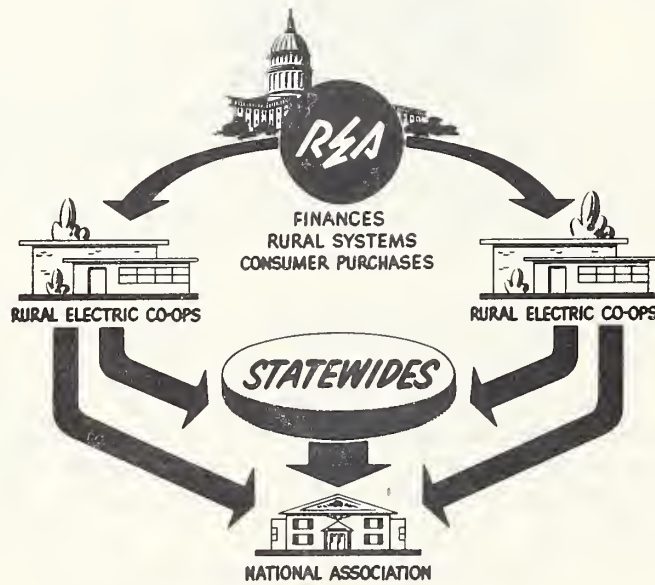 REA
FINANCES
RURAL SYSTEMS
CONSUMER PURCHASES
RURAL ELECTRIC CO-OPS
RURAL ELECTRIC CO-OPS
STATEWIDES
NATIONAL ASSOCIATION